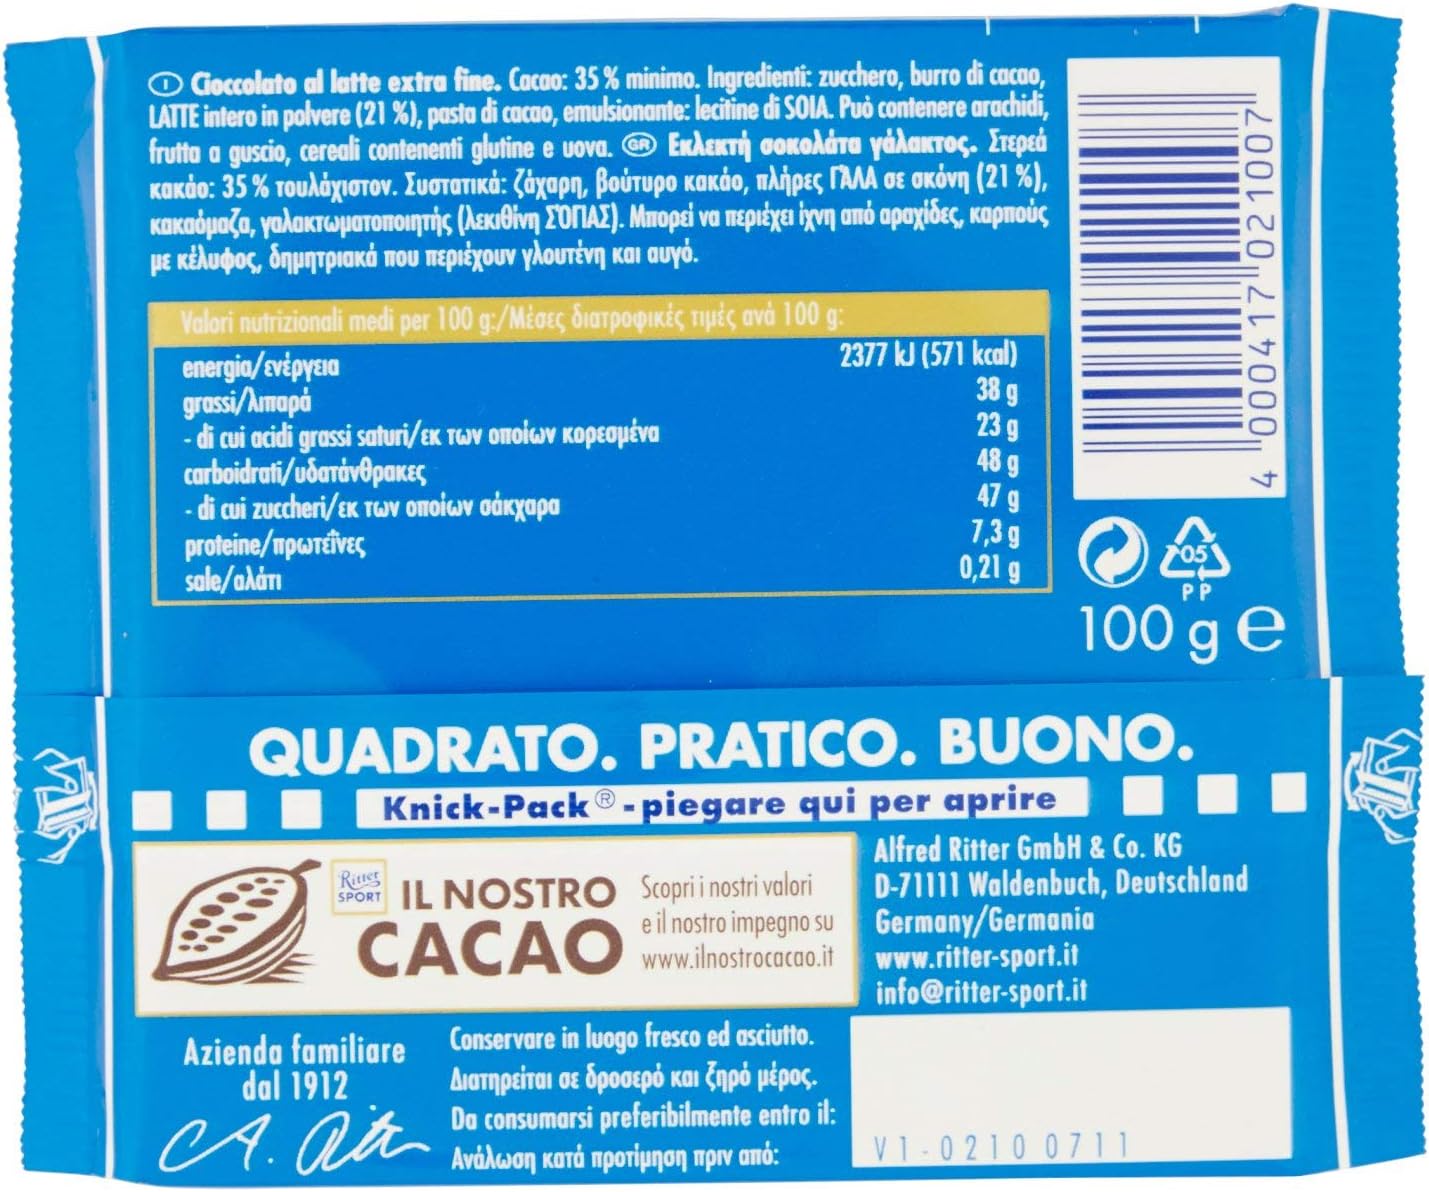 I Cioccolato al latte extra fine. Cacao: 35 % minimo. Ingredienti: zucchero, burro di cacao,
LATTE intero in polvere (21 %), pasta di cacao, emulsionante: lecitine di SOIA. Può contenere arachidi,
frutta a guscio, cereali contenenti glutine e uova. GR Εκλεκτή σοκολάτα γάλακτος. Στερεά
κακάο: 35 % τουλάχιστον. Συστατικά: ζάχαρη, βούτυρο κακάο, πλήρες ΓΆΛΑ σε σκόνη (21 %),
κακαόμαζα, γαλακτωματοποιητής (λεκιθίνη ΣΌΓΙΑΣ). Μπορεί να περιέχει ίχνη από αραχίδες, καρπούς
με κέλυφος, δημητριακά που περιέχουν γλουτένη και αυγό.
Valori nutrizionali medi per 100 g:/Μέσες διατροφικές τιμές ανά 100 g:
energia/ενέργεια 2377 kJ (571 kcal)
grassi/λιπαρά 38 g
- di cui acidi grassi saturi/εκ των οποίων κορεσμένα 23 g
carboidrati/υδατάνθρακες 48 g
- di cui zuccheri/εκ των οποίων σάκχαρα 47 g
proteine/πρωτεΐνες 7,3 g
sale/αλάτι 0,21 g
4 000417 021007
05
PP
100 g e
QUADRATO. PRATICO. BUONO.
Knick-Pack® - piegare qui per aprire
Ritter
SPORT
IL NOSTRO
CACAO
Scopri i nostri valori
e il nostro impegno su
www.ilnostrocacao.it
Alfred Ritter GmbH & Co. KG
D-71111 Waldenbuch, Deutschland
Germany/Germania
www.ritter-sport.it
info@ritter-sport.it
Azienda familiare
dal 1912
A. Ritter
Conservare in luogo fresco ed asciutto.
Διατηρείται σε δροσερό και ξηρό μέρος.
Da consumarsi preferibilmente entro il:
Ανάλωση κατά προτίμηση πριν από:
V1-0210 0711